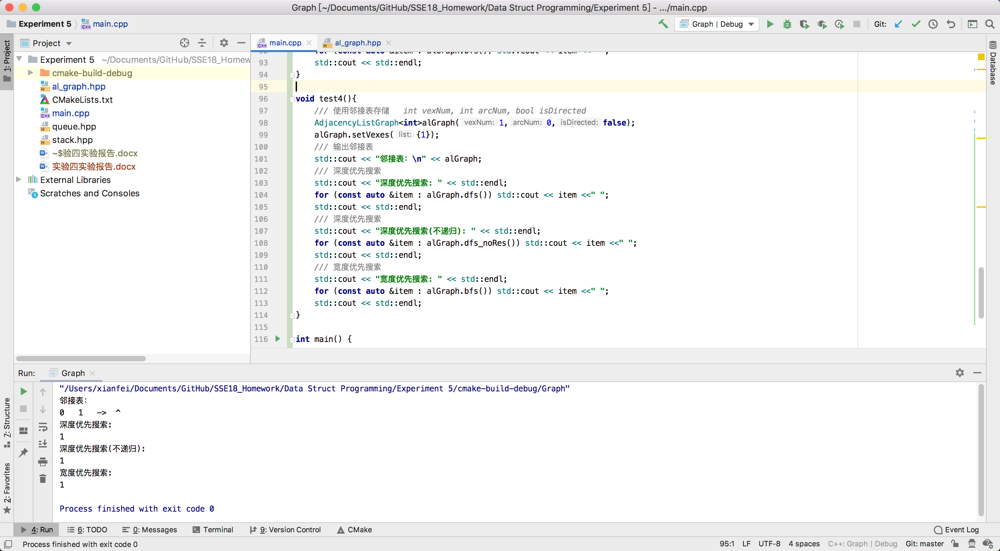 Graph [~/Documents/GitHub/SSE18_Homework/Data Struct Programming/Experiment 5] - .../main.cpp
Experiment 5 main.cpp
Graph | Debug
Git:
1: Project
Project
Experiment 5 ~/Documents/GitHub/SSE18_Homew
cmake-build-debug
al_graph.hpp
CMakeLists.txt
main.cpp
queue.hpp
stack.hpp
~$验四实验报告.docx
实验四实验报告.docx
External Libraries
Scratches and Consoles
main.cpp
al_graph.hpp
Database
92 for (const auto &item : alGraph.bfs()) std::cout << item <<" ";
93 std::cout << std::endl;
94 }
95
96 void test4(){
97 /// 使用邻接表存储 int vexNum, int arcNum, bool isDirected
98 AdjacencyListGraph<int>alGraph( vexNum: 1, arcNum: 0, isDirected: false);
99 alGraph.setVexes( list: {1});
100 /// 输出邻接表
101 std::cout << "邻接表：\n" << alGraph;
102 /// 深度优先搜索
103 std::cout << "深度优先搜索: " << std::endl;
104 for (const auto &item : alGraph.dfs()) std::cout << item <<" ";
105 std::cout << std::endl;
106 /// 深度优先搜索
107 std::cout << "深度优先搜索(不递归): " << std::endl;
108 for (const auto &item : alGraph.dfs_noRes()) std::cout << item <<" ";
109 std::cout << std::endl;
110 /// 宽度优先搜索
111 std::cout << "宽度优先搜索: " << std::endl;
112 for (const auto &item : alGraph.bfs()) std::cout << item <<" ";
113 std::cout << std::endl;
114 }
115
116 int main() {
Run: Graph
"/Users/xianfei/Documents/GitHub/SSE18_Homework/Data Struct Programming/Experiment 5/cmake-build-debug/Graph"
邻接表：
0 1 -> ^
深度优先搜索:
1
深度优先搜索(不递归):
1
宽度优先搜索:
1
Process finished with exit code 0
7: Structure
2: Favorites
4: Run
6: TODO
0: Messages
Terminal
9: Version Control
CMake
Event Log
Process finished with exit code 0
95:1 LF UTF-8 4 spaces C++: Graph | Debug Git: master